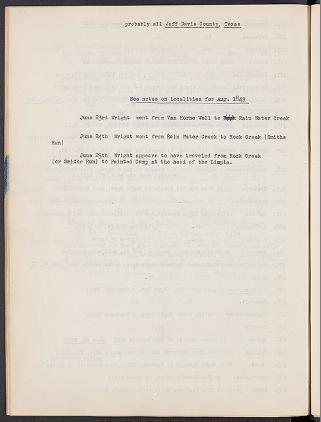 probably all Jeff Davis County, Texas
See notes on localities for Aug. 1849
June 23rd Wright went from Van Horne Well to Rain Water Creek
June 24th Wright went from Rain Water Creek to Rock Creek (Smiths
Run)
June 25th Wright appears to have traveled from Rock Creek
(or Smiths Run) to Painted Camp at the head of the Limpia.